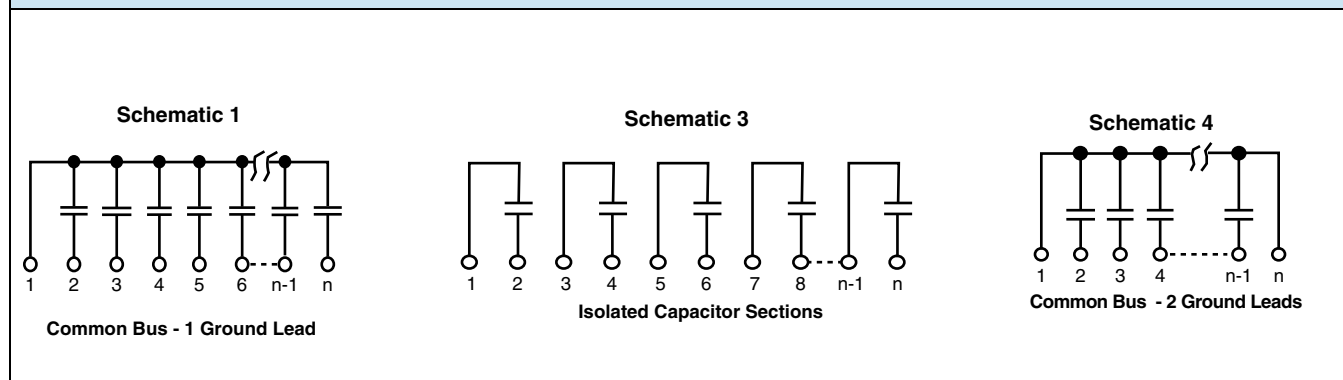 Schematic 1
1 2 3 4 5 6 n-1 n
Common Bus - 1 Ground Lead
Schematic 3
1 2 3 4 5 6 7 8 n-1 n
Isolated Capacitor Sections
Schematic 4
1 2 3 4 n-1 n
Common Bus - 2 Ground Leads